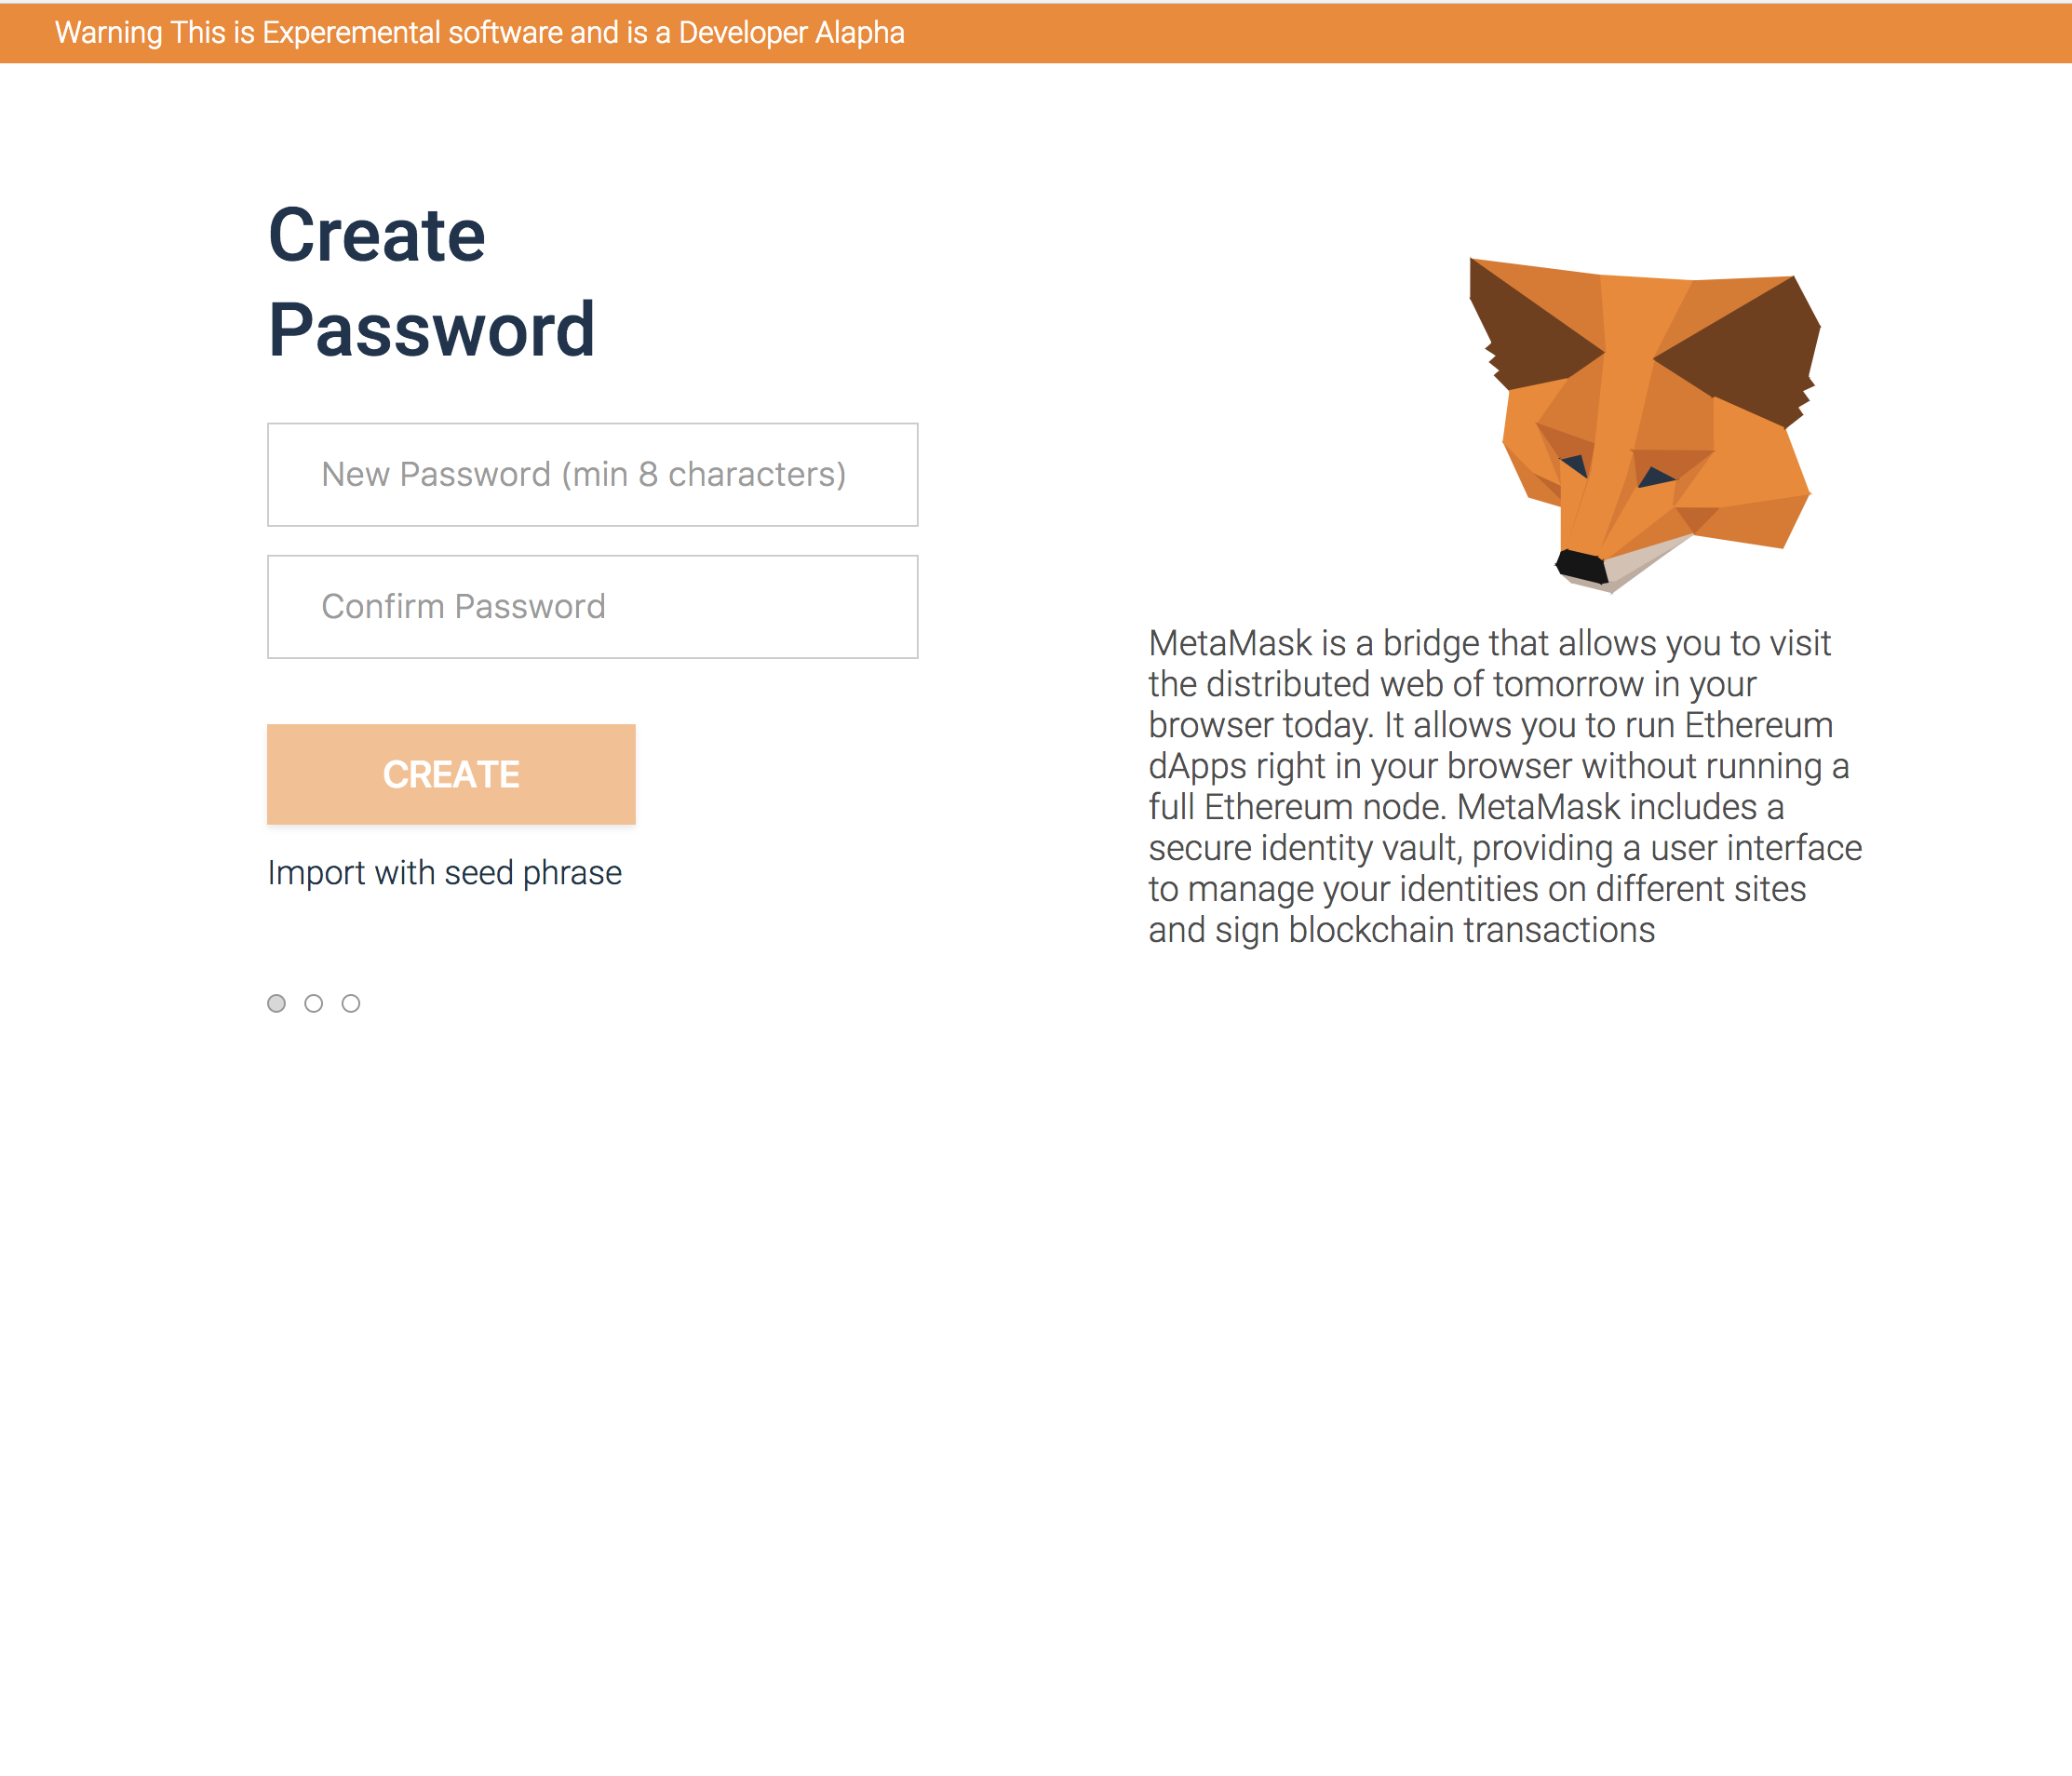 Warning This is Experemental software and is a Developer Alapha
Create
Password
New Password (min 8 characters)
Confirm Password
CREATE
Import with seed phrase
MetaMask is a bridge that allows you to visit
the distributed web of tomorrow in your
browser today. It allows you to run Ethereum
dApps right in your browser without running a
full Ethereum node. MetaMask includes a
secure identity vault, providing a user interface
to manage your identities on different sites
and sign blockchain transactions